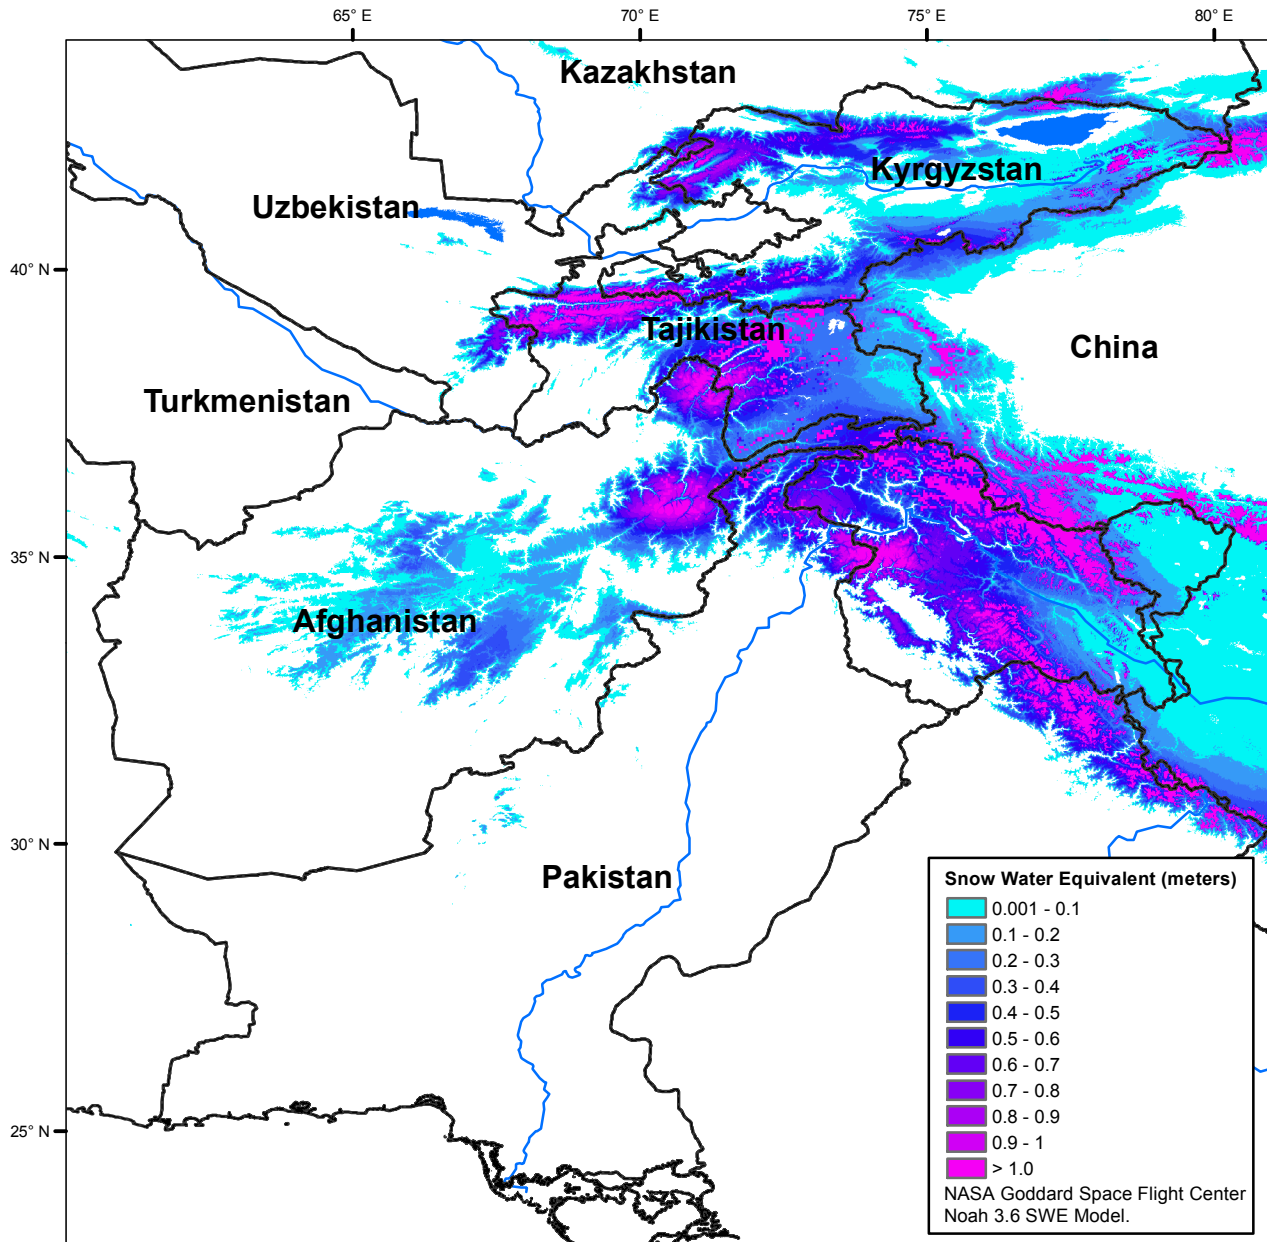 65° E
70° E
75° E
80° E
Kazakhstan
Kyrgyzstan
Uzbekistan
40° N
Tajikistan
China
Turkmenistan
35° N
Afghanistan
30° N
Pakistan
25° N
Snow Water Equivalent (meters)
0.001 - 0.1
0.1 - 0.2
0.2 - 0.3
0.3 - 0.4
0.4 - 0.5
0.5 - 0.6
0.6 - 0.7
0.7 - 0.8
0.8 - 0.9
0.9 - 1
> 1.0
NASA Goddard Space Flight Center
Noah 3.6 SWE Model.